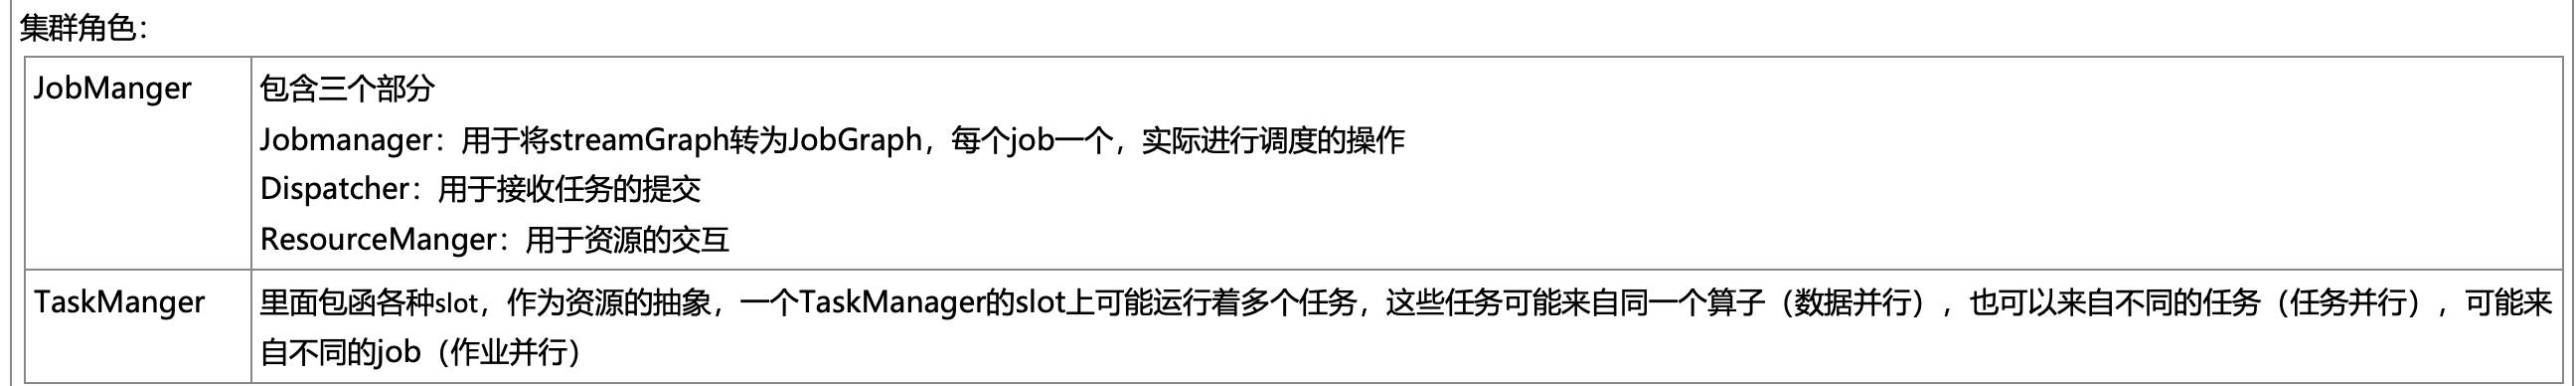 集群角色：
JobManger
包含三个部分
Jobmanager：用于将streamGraph转为JobGraph，每个job一个，实际进行调度的操作
Dispatcher：用于接收任务的提交
ResourceManger：用于资源的交互
TaskManger
里面包函各种slot，作为资源的抽象，一个TaskManager的slot上可能运行着多个任务，这些任务可能来自同一个算子（数据并行），也可以来自不同的任务（任务并行），可能来
自不同的job（作业并行）